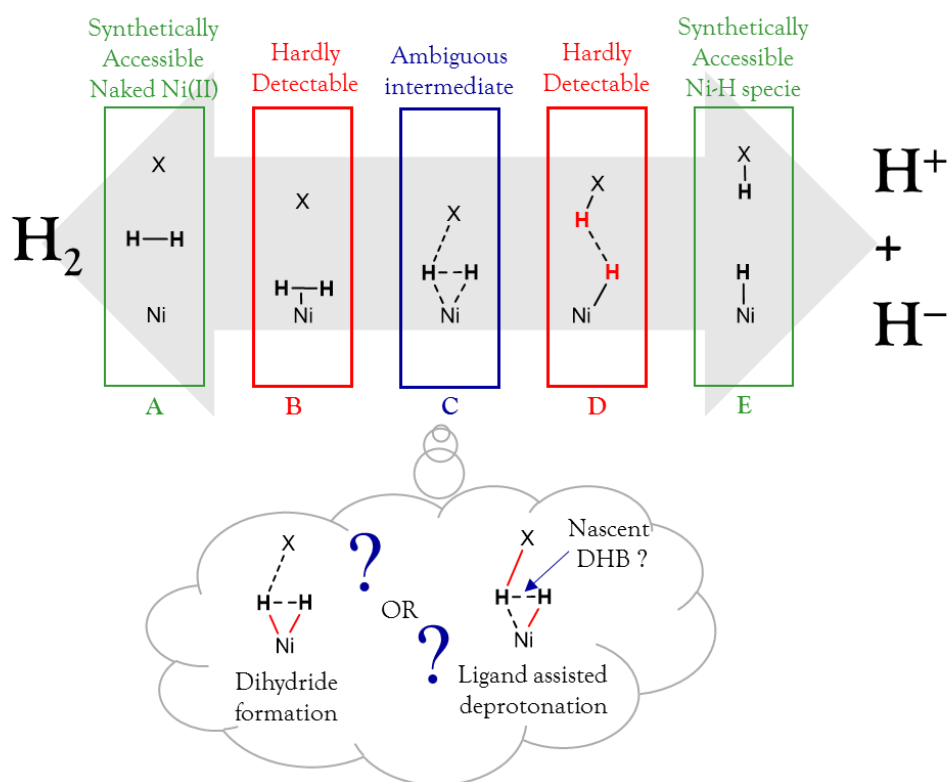 Synthetically
Accessible
Naked Ni(II)
Hardly
Detectable
Ambiguous
intermediate
Hardly
Detectable
Synthetically
Accessible
Ni-H specie
H₂
X
H—H
Ni
X
H—H
Ni
X
H--H
Ni
X
H
H
Ni
X
H
H
Ni
H⁺
+
H⁻
A
B
C
D
E
X
H--H
Ni
Dihydride
formation
?
OR
?
Nascent
DHB ?
X
H--H
Ni
Ligand assisted
deprotonation